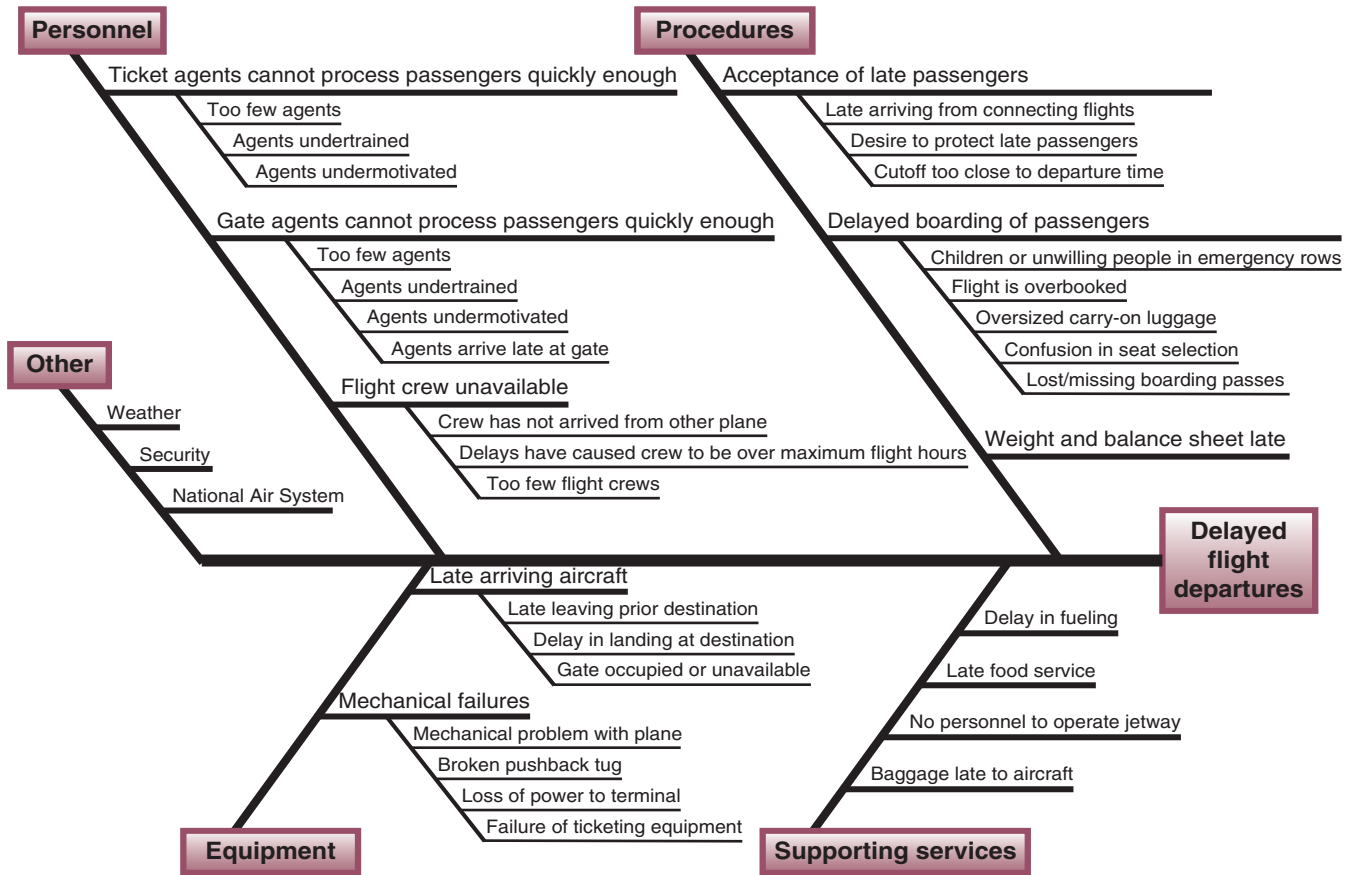 Personnel
Ticket agents cannot process passengers quickly enough
Too few agents
Agents undertrained
Agents undermotivated
Gate agents cannot process passengers quickly enough
Too few agents
Agents undertrained
Agents undermotivated
Agents arrive late at gate
Flight crew unavailable
Crew has not arrived from other plane
Delays have caused crew to be over maximum flight hours
Too few flight crews
Procedures
Acceptance of late passengers
Late arriving from connecting flights
Desire to protect late passengers
Cutoff too close to departure time
Delayed boarding of passengers
Children or unwilling people in emergency rows
Flight is overbooked
Oversized carry-on luggage
Confusion in seat selection
Lost/missing boarding passes
Weight and balance sheet late
Other
Weather
Security
National Air System
Delayed
flight
departures
Late arriving aircraft
Late leaving prior destination
Delay in landing at destination
Gate occupied or unavailable
Mechanical failures
Mechanical problem with plane
Broken pushback tug
Loss of power to terminal
Failure of ticketing equipment
Equipment
Delay in fueling
Late food service
No personnel to operate jetway
Baggage late to aircraft
Supporting services